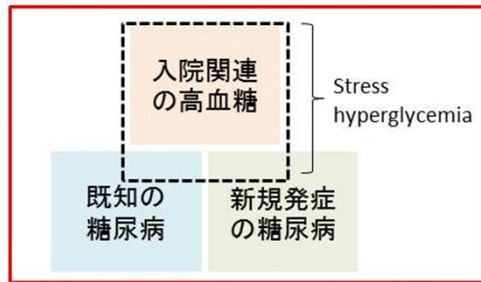 入院関連
の高血糖
Stress
hyperglycemia
既知の
糖尿病
新規発症
の糖尿病